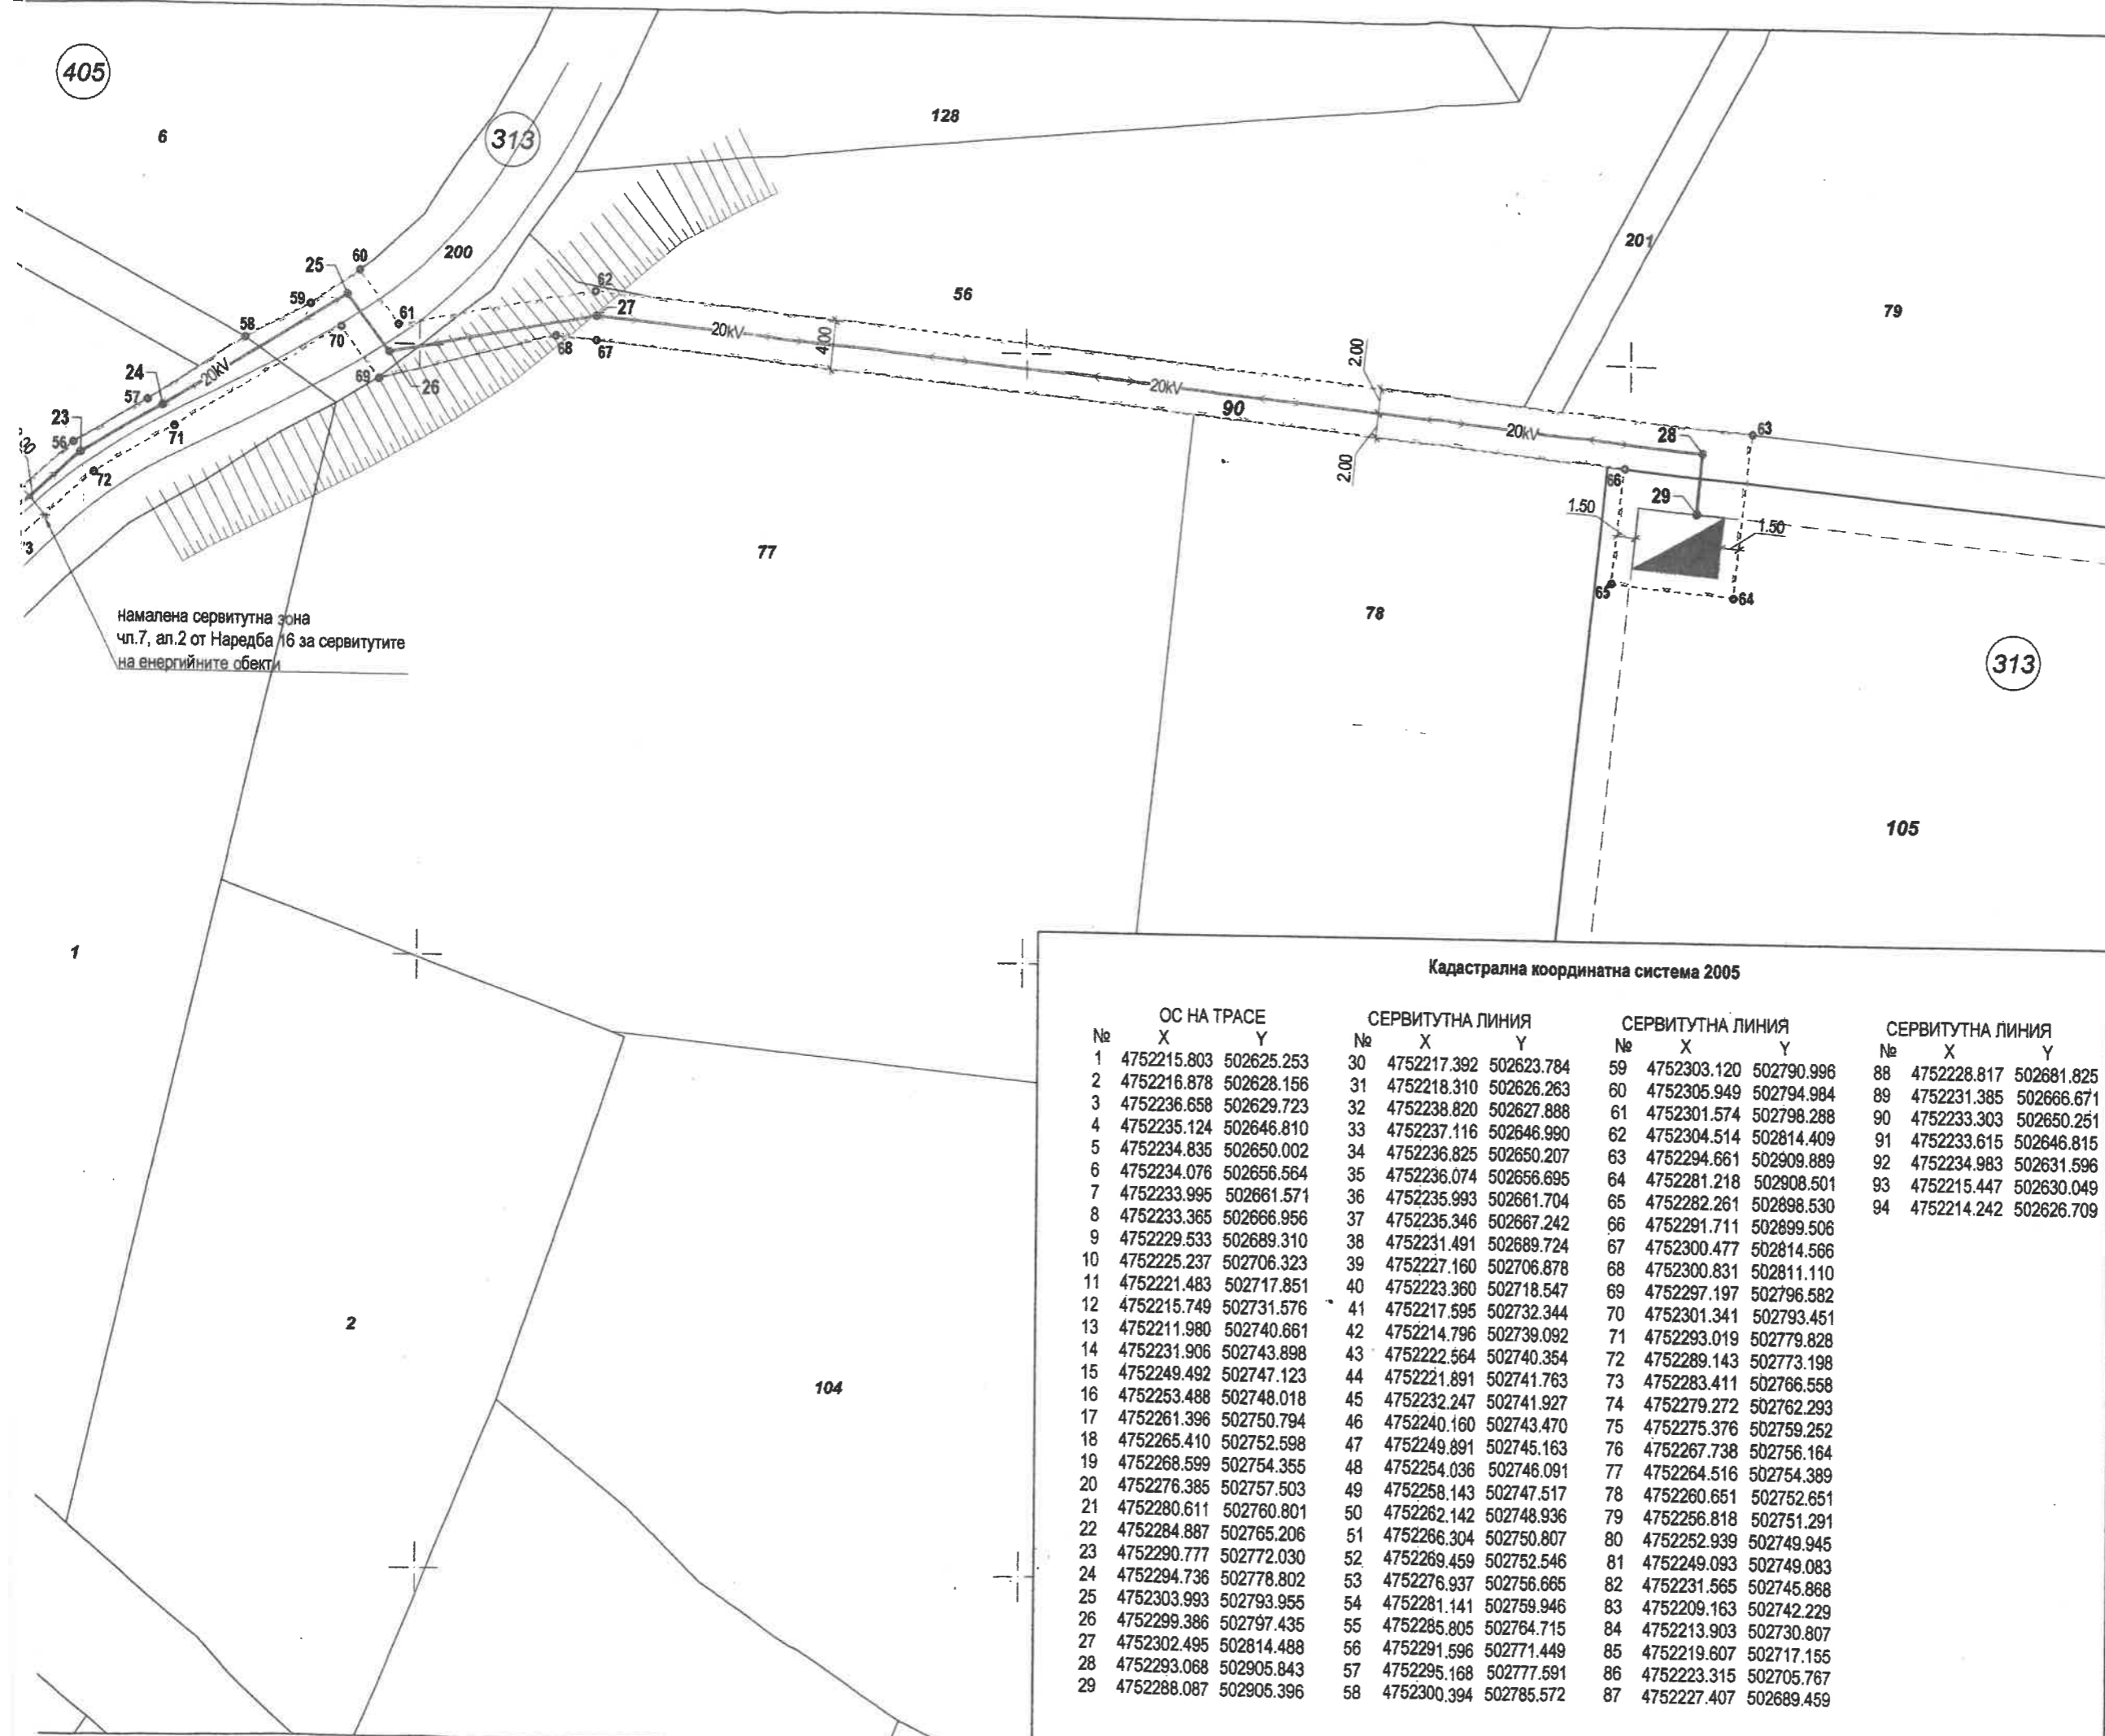 405
6
313
128
200
201
56
79
60
25
59
61
62
27
58
70
68
67
20kV
4.00
2.00
24
20kV
57
69
26
20kV
90
2.00
20kV
28
63
23
56
71
72
66
29
1.50
1.50
65
64
77
78
3
намалена сервитутна зона
чл.7, ал.2 от Наредба 16 за сервитутите
на енергийните обекти
313
105
1
2
104
Кадастрална координатна система 2005
ОС НА ТРАСЕ СЕРВИТУТНА ЛИНИЯ СЕРВИТУТНА ЛИНИЯ СЕРВИТУТНА ЛИНИЯ
№ X Y № X Y № X Y № X Y
1 4752215.803 502625.253 30 4752217.392 502623.784 59 4752303.120 502790.996 88 4752228.817 502681.825
2 4752216.878 502628.156 31 4752218.310 502626.263 60 4752305.949 502794.984 89 4752231.385 502666.671
3 4752236.658 502629.723 32 4752238.820 502627.888 61 4752301.574 502798.288 90 4752233.303 502650.251
4 4752235.124 502646.810 33 4752237.116 502646.990 62 4752304.514 502814.409 91 4752233.615 502646.815
5 4752234.835 502650.002 34 4752236.825 502650.207 63 4752294.661 502909.889 92 4752234.983 502631.596
6 4752234.076 502656.564 35 4752236.074 502656.695 64 4752281.218 502908.501 93 4752215.447 502630.049
7 4752233.995 502661.571 36 4752235.993 502661.704 65 4752282.261 502898.530 94 4752214.242 502626.709
8 4752233.365 502666.956 37 4752235.346 502667.242 66 4752291.711 502899.506
9 4752229.533 502689.310 38 4752231.491 502689.724 67 4752300.477 502814.566
10 4752225.237 502706.323 39 4752227.160 502706.878 68 4752300.831 502811.110
11 4752221.483 502717.851 40 4752223.360 502718.547 69 4752297.197 502796.582
12 4752215.749 502731.576 41 4752217.595 502732.344 70 4752301.341 502793.451
13 4752211.980 502740.661 42 4752214.796 502739.092 71 4752293.019 502779.828
14 4752231.906 502743.898 43 4752222.564 502740.354 72 4752289.143 502773.198
15 4752249.492 502747.123 44 4752221.891 502741.763 73 4752283.411 502766.558
16 4752253.488 502748.018 45 4752232.247 502741.927 74 4752279.272 502762.293
17 4752261.396 502750.794 46 4752240.160 502743.470 75 4752275.376 502759.252
18 4752265.410 502752.598 47 4752249.891 502745.163 76 4752267.738 502756.164
19 4752268.599 502754.355 48 4752254.036 502746.091 77 4752264.516 502754.389
20 4752276.385 502757.503 49 4752258.143 502747.517 78 4752260.651 502752.651
21 4752280.611 502760.801 50 4752262.142 502748.936 79 4752256.818 502751.291
22 4752284.887 502765.206 51 4752266.304 502750.807 80 4752252.939 502749.945
23 4752290.777 502772.030 52 4752269.459 502752.546 81 4752249.093 502749.083
24 4752294.736 502778.802 53 4752276.937 502756.665 82 4752231.565 502745.868
25 4752303.993 502793.955 54 4752281.141 502759.946 83 4752209.163 502742.229
26 4752299.386 502797.435 55 4752285.805 502764.715 84 4752213.903 502730.807
27 4752302.495 502814.488 56 4752291.596 502771.449 85 4752219.607 502717.155
28 4752293.068 502905.843 57 4752295.168 502777.591 86 4752223.315 502705.767
29 4752288.087 502905.396 58 4752300.394 502785.572 87 4752227.407 502689.459